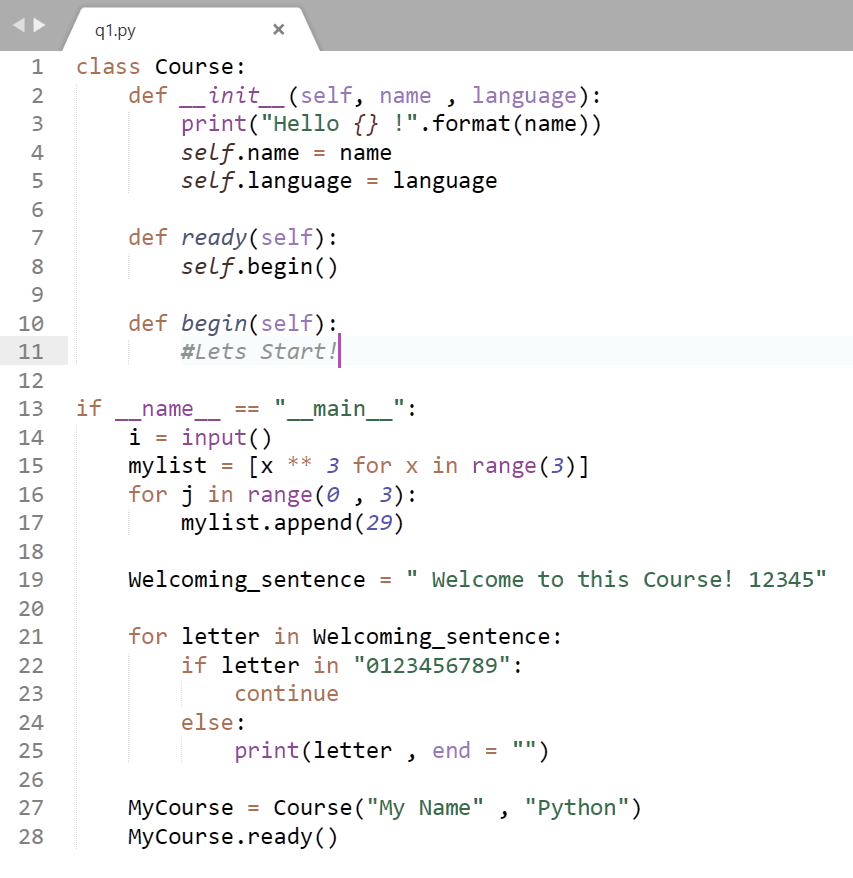 q1.py ×
1 class Course:
2     def __init__(self, name , language):
3         print("Hello {} !".format(name))
4         self.name = name
5         self.language = language
6
7     def ready(self):
8         self.begin()
9
10     def begin(self):
11         #Lets Start!
12
13 if __name__ == "__main__":
14     i = input()
15     mylist = [x ** 3 for x in range(3)]
16     for j in range(0 , 3):
17         mylist.append(29)
18
19     Welcoming_sentence = " Welcome to this Course! 12345"
20
21     for letter in Welcoming_sentence:
22         if letter in "0123456789":
23             continue
24         else:
25             print(letter , end = "")
26
27     MyCourse = Course("My Name" , "Python")
28     MyCourse.ready()